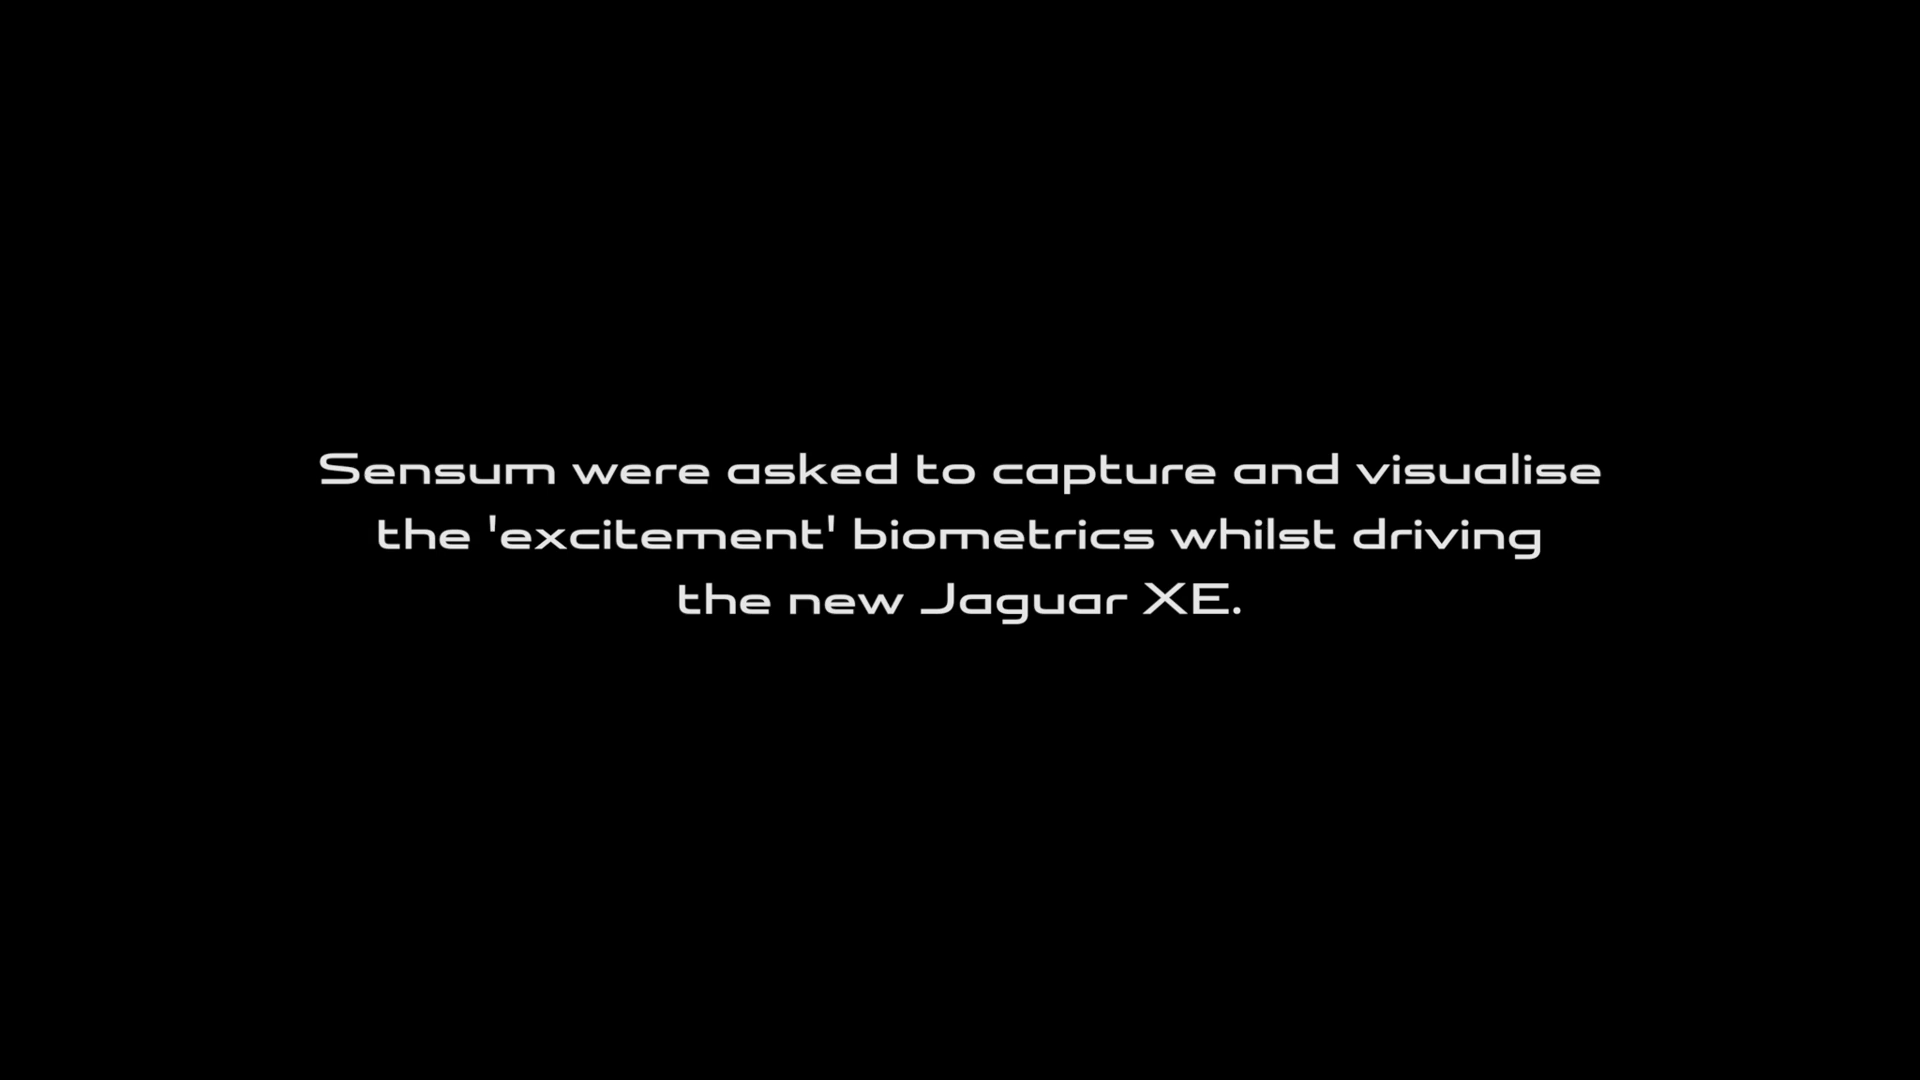 Sensum were asked to capture and visualise
the 'excitement' biometrics whilst driving
the new Jaguar XE.